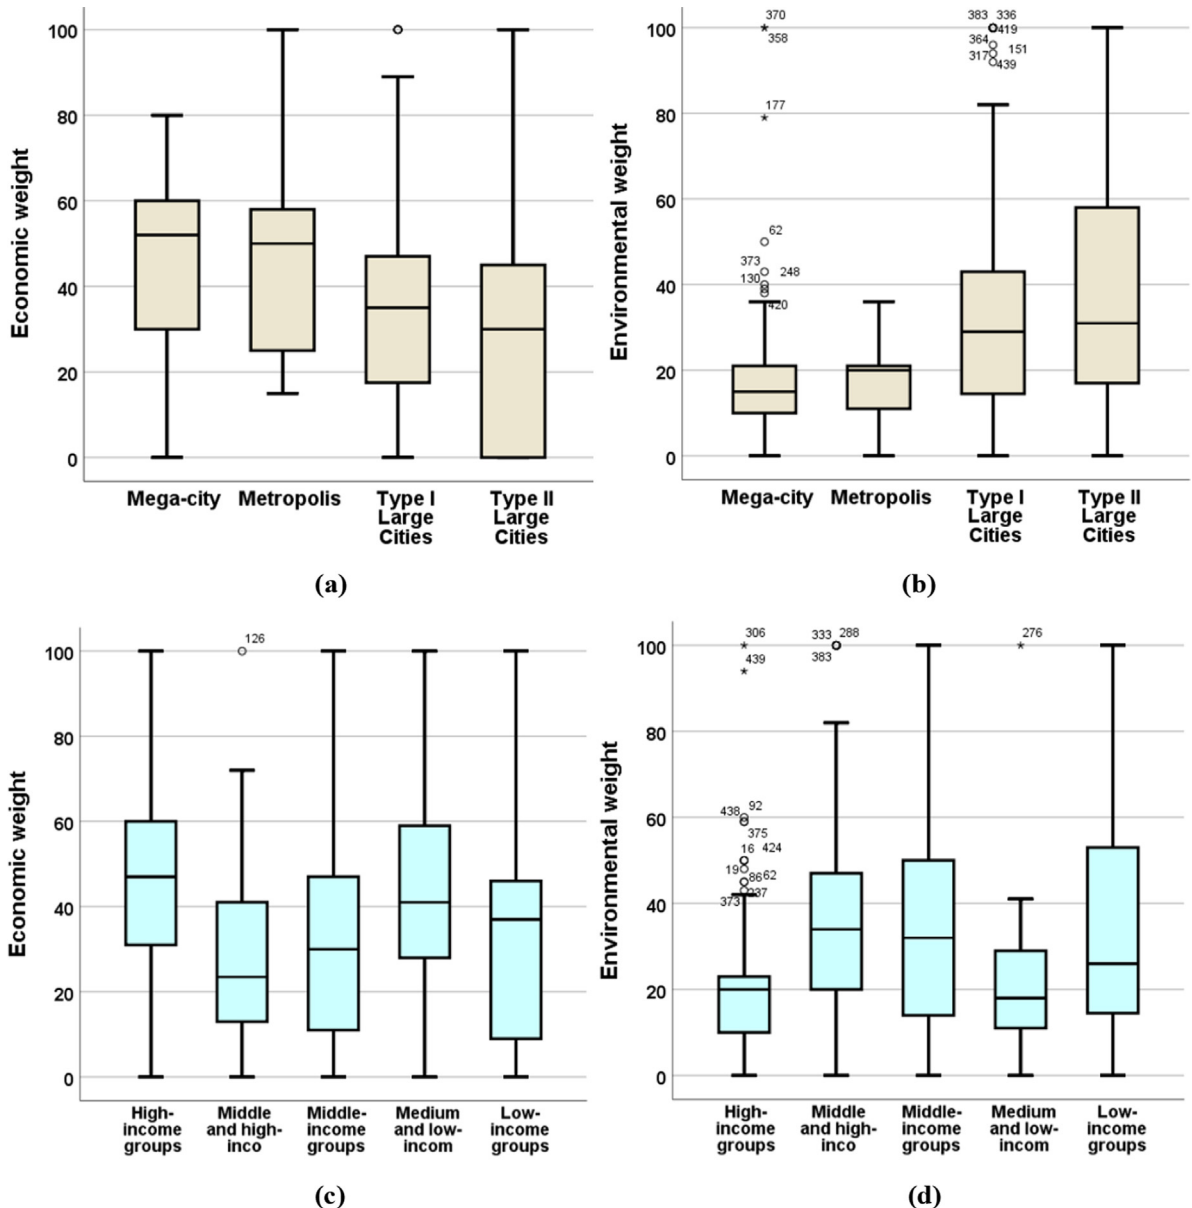 100
80
60
40
20
0
Economic weight
Mega-city
Metropolis
Type I
Large
Cities
Type II
Large
Cities
(a)
100
80
60
40
20
0
Environmental weight
370
358
177
62
373
248
130
420
383
336
419
364
151
317
439
Mega-city
Metropolis
Type I
Large
Cities
Type II
Large
Cities
(b)
100
80
60
40
20
0
Economic weight
126
High-
income
groups
Middle
and high-
inco
Middle-
income
groups
Medium
and low-
incom
Low-
income
groups
(c)
100
80
60
40
20
0
Environmental weight
306
439
438
92
375
16
424
19
86
62
237
373
333
288
383
276
High-
income
groups
Middle
and high-
inco
Middle-
income
groups
Medium
and low-
incom
Low-
income
groups
(d)